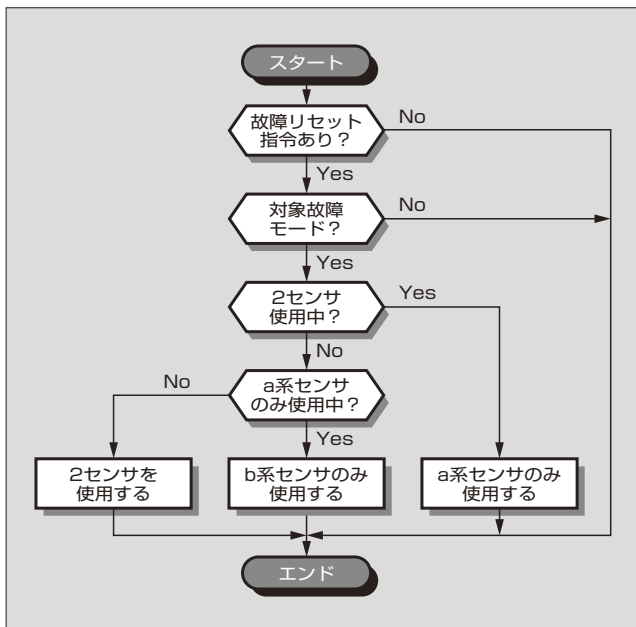 スタート
故障リセット
指令あり？
No
Yes
対象故障
モード？
No
Yes
2センサ
使用中？
Yes
No
a系センサ
のみ使用中？
No
Yes
2センサを
使用する
b系センサのみ
使用する
a系センサのみ
使用する
エンド